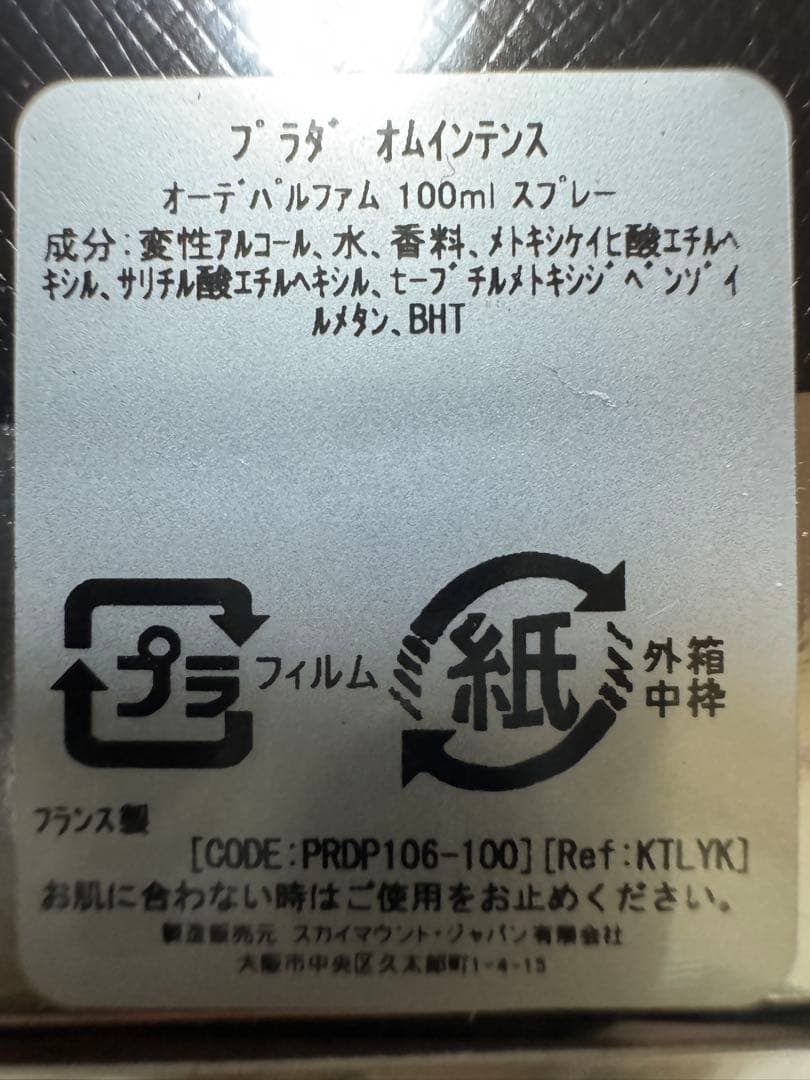 プラダ オムインテンス
オーデパルファム 100ml スプレー
成分:変性アルコール、水、香料、メトキシケイヒ酸エチルヘ
キシル、サリチル酸エチルヘキシル、t-ブチルメトキシジベンゾイ
ルメタン、BHT
プラ フィルム
紙 外箱
中枠
フランス製
[CODE:PRDP106-100][Ref:KTLYK]
お肌に合わない時はご使用をお止めください。
製造販売元 スカイマウント・ジャパン有限会社
大阪市中央区久太郎町1-4-15